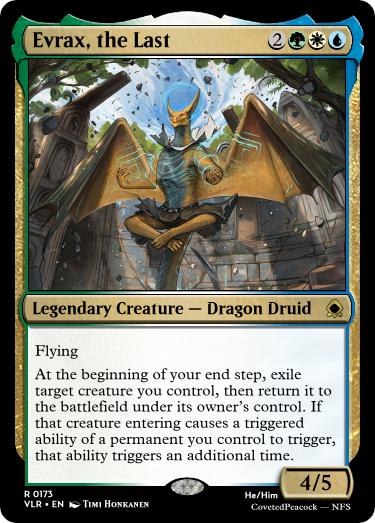 Evrax, the Last 2
Legendary Creature — Dragon Druid
Flying
At the beginning of your end step, exile
target creature you control, then return it to
the battlefield under its owner's control. If
that creature entering causes a triggered
ability of a permanent you control to trigger,
that ability triggers an additional time.
4/5
R 0173
VLR • EN Timi Honkanen
He/Him
CovetedPeacock — NFS